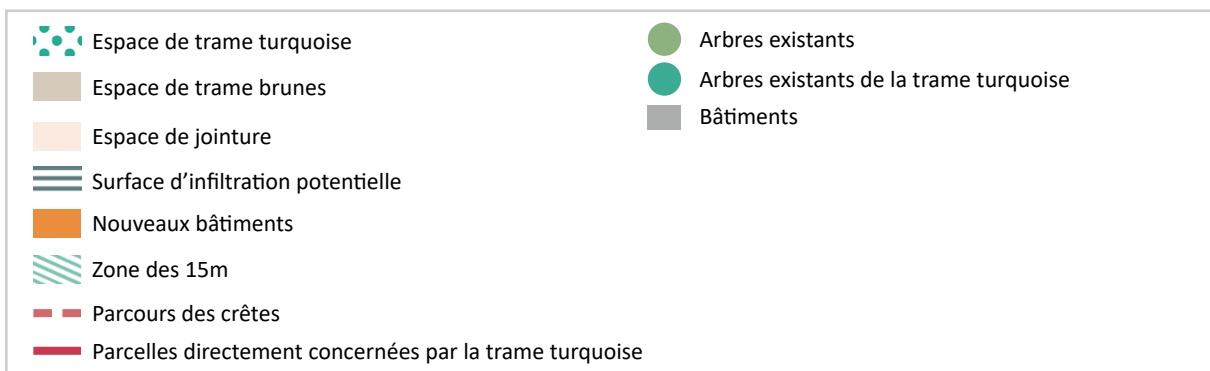 Espace de trame turquoise
Espace de trame brunes
Espace de jointure
Surface d'infiltration potentielle
Nouveaux bâtiments
Zone des 15m
Parcours des crêtes
Parcelles directement concernées par la trame turquoise
Arbres existants
Arbres existants de la trame turquoise
Bâtiments